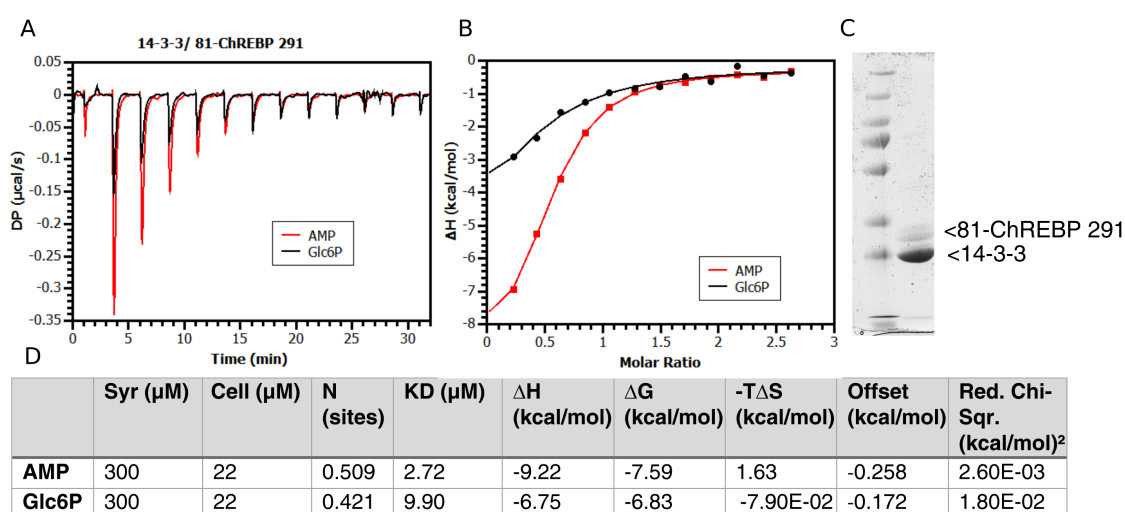 A
14-3-3/ 81-ChREBP 291
0.05
0
-0.05
-0.1
-0.15
-0.2
-0.25
-0.3
-0.35
DP (µcal/s)
AMP
Glc6P
0
5
10
15
20
25
30
Time (min)
B
0
-1
-2
-3
-4
-5
-6
-7
-8
ΔH (kcal/mol)
AMP
Glc6P
0
0.5
1
1.5
2
2.5
3
Molar Ratio
C
<81-ChREBP 291
<14-3-3
D
Syr (µM) Cell (µM) N (sites) KD (µM) ΔH (kcal/mol) ΔG (kcal/mol) -TΔS (kcal/mol) Offset (kcal/mol) Red. Chi-Sqr. (kcal/mol)²
AMP 300 22 0.509 2.72 -9.22 -7.59 1.63 -0.258 2.60E-03
Glc6P 300 22 0.421 9.90 -6.75 -6.83 -7.90E-02 -0.172 1.80E-02